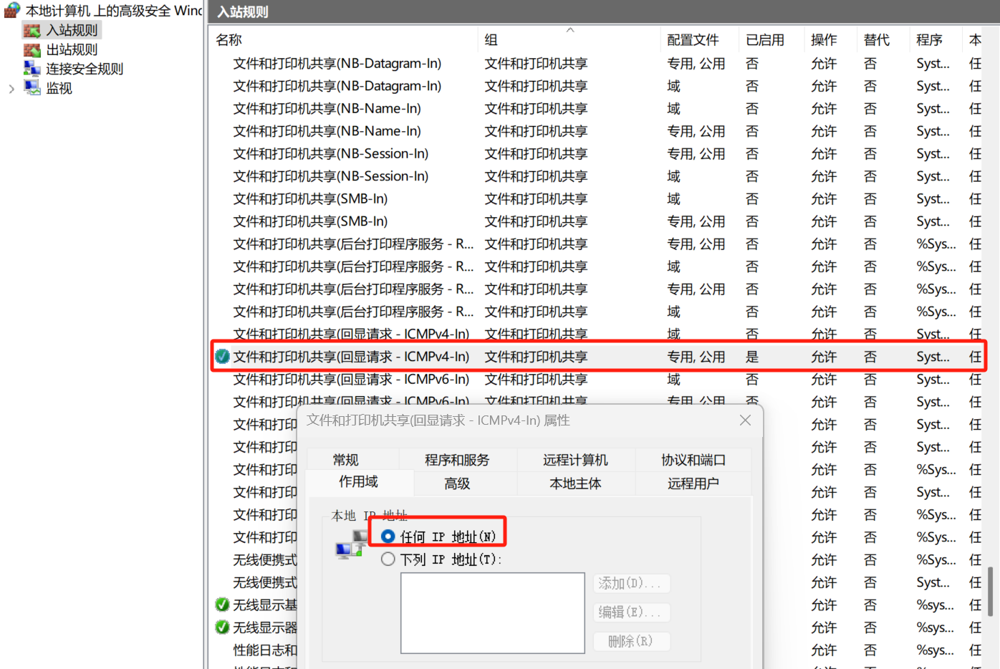 本地计算机 上的高级安全 Wind
入站规则
出站规则
连接安全规则
监视
入站规则
名称 组 配置文件 已启用 操作 替代 程序 本
文件和打印机共享(NB-Datagram-In) 文件和打印机共享 专用, 公用 否 允许 否 Syst... 任
文件和打印机共享(NB-Datagram-In) 文件和打印机共享 域 否 允许 否 Syst... 任
文件和打印机共享(NB-Name-In) 文件和打印机共享 域 否 允许 否 Syst... 任
文件和打印机共享(NB-Name-In) 文件和打印机共享 专用, 公用 否 允许 否 Syst... 任
文件和打印机共享(NB-Session-In) 文件和打印机共享 专用, 公用 否 允许 否 Syst... 任
文件和打印机共享(NB-Session-In) 文件和打印机共享 域 否 允许 否 Syst... 任
文件和打印机共享(SMB-In) 文件和打印机共享 域 否 允许 否 Syst... 任
文件和打印机共享(SMB-In) 文件和打印机共享 专用, 公用 否 允许 否 Syst... 任
文件和打印机共享(后台打印程序服务 - R... 文件和打印机共享 专用, 公用 否 允许 否 %Sys... 任
文件和打印机共享(后台打印程序服务 - R... 文件和打印机共享 域 否 允许 否 %Sys... 任
文件和打印机共享(后台打印程序服务 - R... 文件和打印机共享 专用, 公用 否 允许 否 %Sys... 任
文件和打印机共享(后台打印程序服务 - R... 文件和打印机共享 域 否 允许 否 %Sys... 任
文件和打印机共享(回显请求 - ICMPv4-In) 文件和打印机共享 域 否 允许 否 Syst... 任
文件和打印机共享(回显请求 - ICMPv4-In) 文件和打印机共享 专用, 公用 是 允许 否 Syst... 任
文件和打印机共享(回显请求 - ICMPv6-In) 文件和打印机共享 域 否 允许 否 Syst... 任
文件和打印机共享(回显请求 - ICMPv6-In) 文件和打印机共享 专用, 公用 否 允许 否 Syst... 任
文件和打印 允许 否 Syst... 任
文件和打印 允许 否 Syst... 任
文件和打印 允许 否 %Sys... 任
文件和打印 允许 否 Syst... 任
文件和打印 允许 否 %Sys... 任
文件和打印 允许 否 Syst... 任
无线便携式 允许 否 %Sys... 任
无线便携式 允许 否 Syst... 任
无线显示基 允许 否 %sys... 任
无线显示器 允许 否 %sys... 任
性能日志和 允许 否 %sys... 任
文件和打印机共享(回显请求 - ICMPv4-In) 属性
常规 程序和服务 远程计算机 协议和端口
作用域 高级 本地主体 远程用户
本地 IP 地址
任何 IP 地址(N)
下列 IP 地址(T):
添加(D)...
编辑(E)...
删除(R)